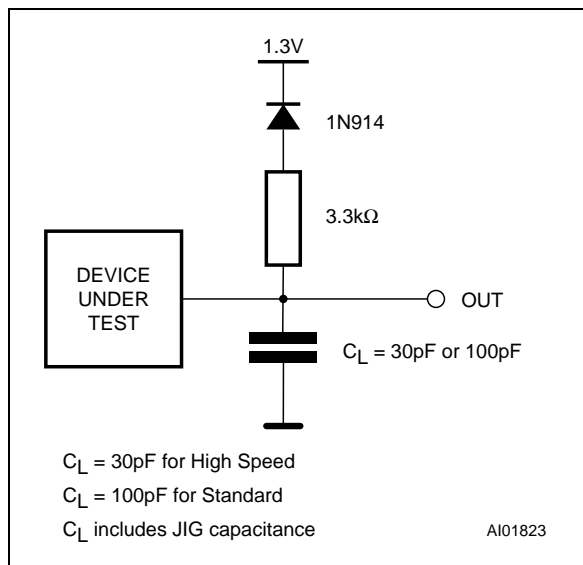 1.3V
1N914
3.3kΩ
DEVICE
UNDER
TEST
OUT
CL = 30pF or 100pF
CL = 30pF for High Speed
CL = 100pF for Standard
CL includes JIG capacitance
AI01823